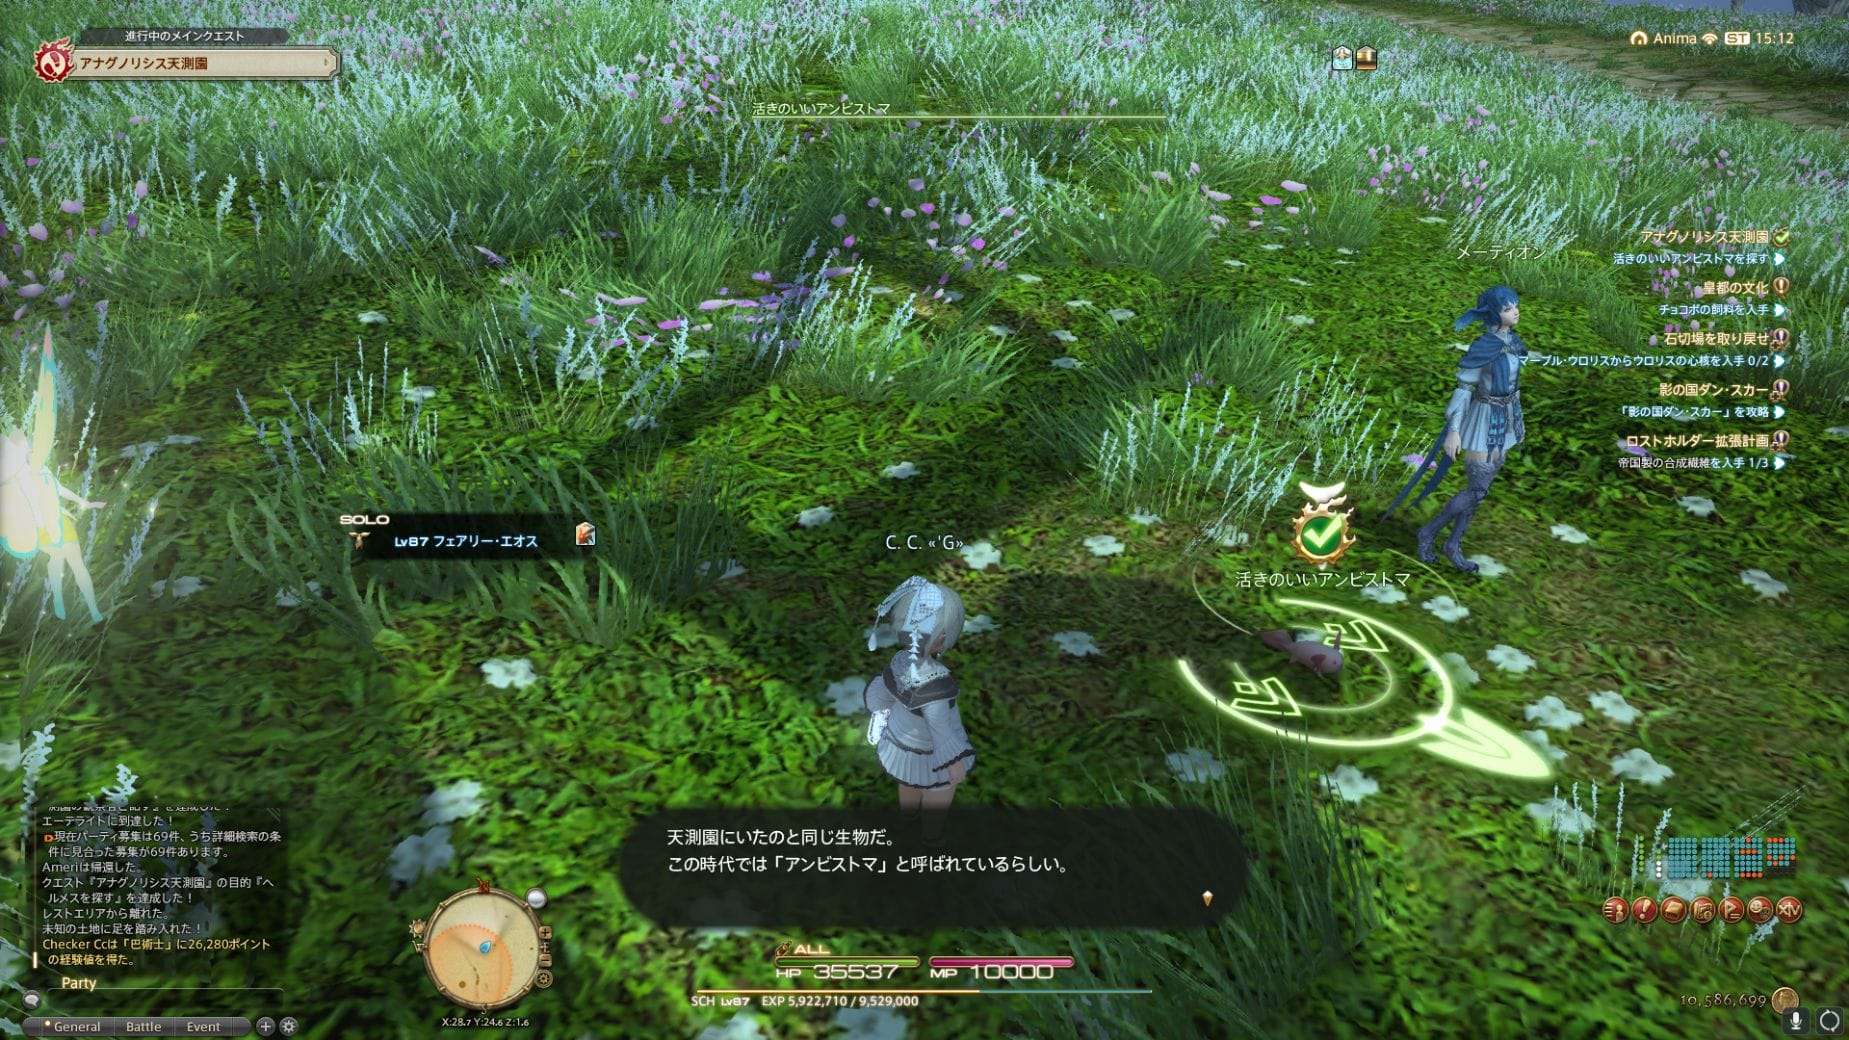 進行中のメインクエスト
アナグノリシス天測園
Anima ST 15:12
活きのいいアンビストマ
メーティオン
アナグノリシス天測園
活きのいいアンビストマを探す
皇都の文化
チョコボの飼料を入手
石切場を取り戻せ
マーブル・ウロリスからウロリスの心核を入手 0/2
影の国ダン・スカー
「影の国ダン・スカー」を攻略
ロストホルダー拡張計画
帝国製の合成繊維を入手 1/3
SOLO
Lv87 フェアリー・エオス
C. C. «'G»
活きのいいアンビストマ
天測園にいたのと同じ生物だ。
この時代では「アンビストマ」と呼ばれているらしい。
エーテライトに到達した！
現在パーティ募集は69件、うち詳細検索の条
件に見合った募集が69件あります。
Ameriは帰還した。
クエスト『アナグノリシス天測園』の目的『ヘ
ルメスを探す』を達成した！
レストエリアから離れた。
未知の土地に足を踏み入れた！
Checker Ccは「巴術士」に26,280ポイント
の経験値を得た。
Party
General Battle Event
X:28.7 Y:24.6 Z:1.6
ALL
HP 35537 MP 10000
SCH Lv87 EXP 5,922,710 / 9,529,000
XIV
10,586,699